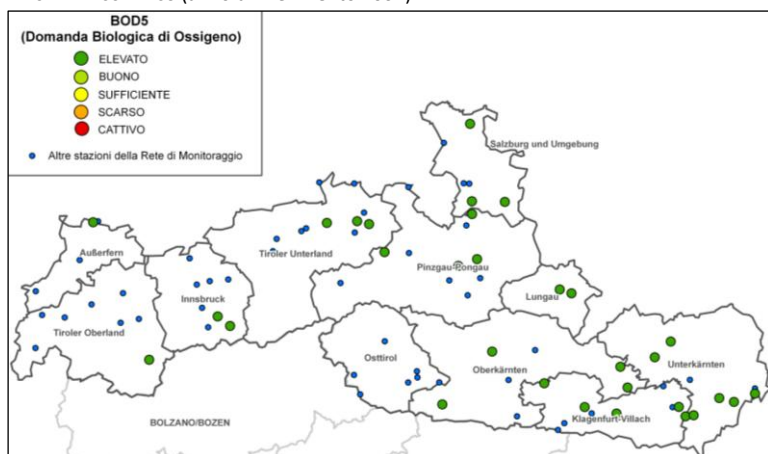 BOD5
(Domanda Biologica di Ossigeno)
ELEVATO
BUONO
SUFFICIENTE
SCARSO
CATTIVO
Altre stazioni della Rete di Monitoraggio
Salzburg und Umgebung
Außerfern
Tiroler Unterland
Pinzgau-Pongau
Innsbruck
Lungau
Tiroler Oberland
Osttirol
Oberkärnten
Unterkärnten
Klagenfurt-Villach
BOLZANO/BOZEN